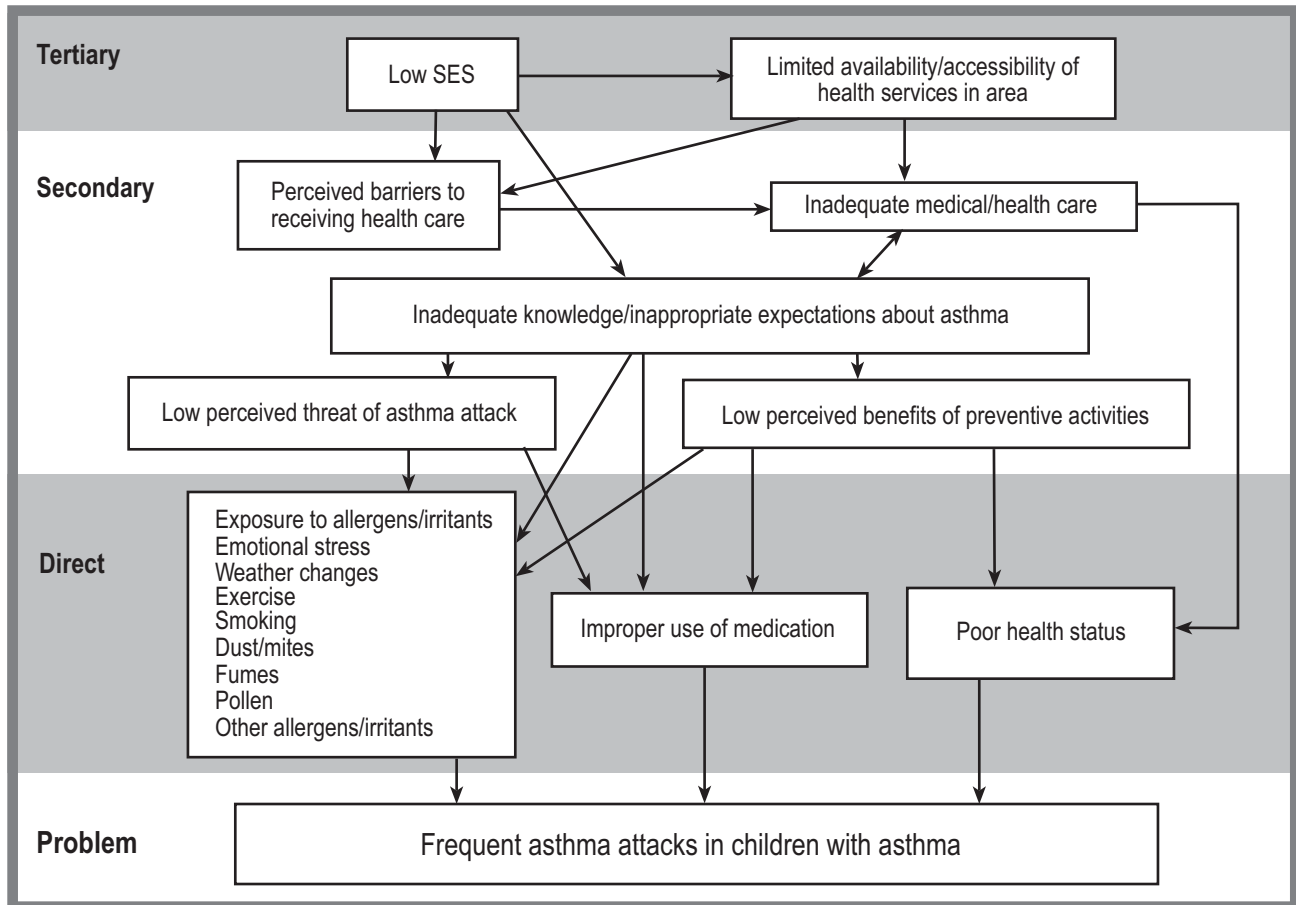 Tertiary
Low SES
Limited availability/accessibility of
health services in area
Secondary
Perceived barriers to
receiving health care
Inadequate medical/health care
Inadequate knowledge/inappropriate expectations about asthma
Low perceived threat of asthma attack
Low perceived benefits of preventive activities
Direct
Exposure to allergens/irritants
Emotional stress
Weather changes
Exercise
Smoking
Dust/mites
Fumes
Pollen
Other allergens/irritants
Improper use of medication
Poor health status
Problem
Frequent asthma attacks in children with asthma